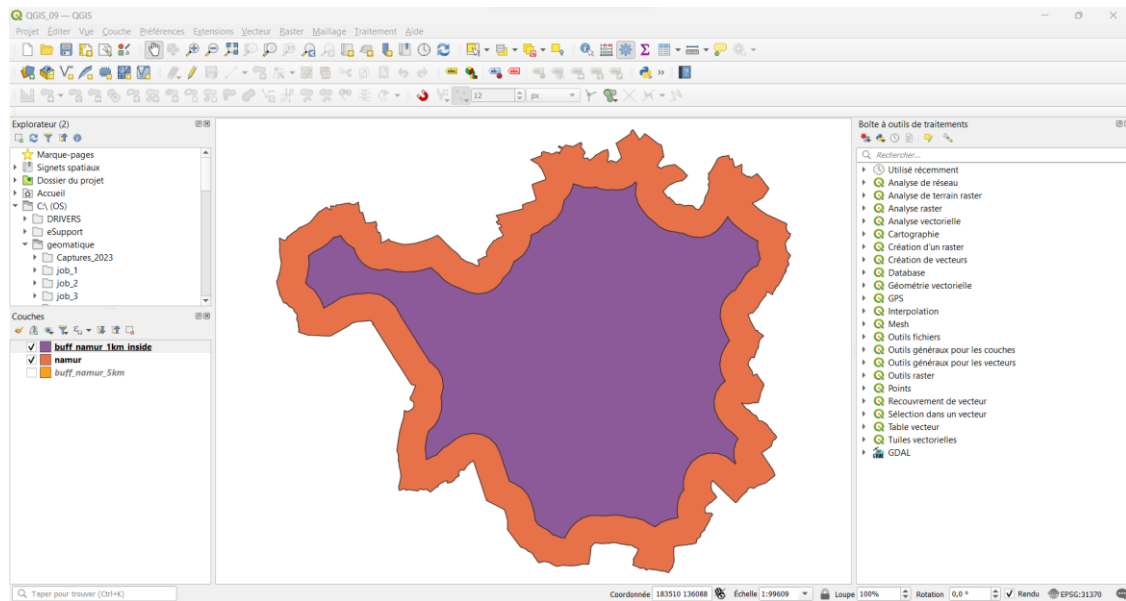 QGIS_09 — QGIS
Projet Éditer Vue Couche Préférences Extensions Vecteur Raster Maillage Traitement Aide
12 px
Explorateur (2)
Marque-pages
Signets spatiaux
Dossier du projet
Accueil
C:\ (OS)
DRIVERS
eSupport
geomatique
Captures_2023
job_1
job_2
job_3
Couches
buff_namur_1km_inside
namur
buff_namur_5km
Boîte à outils de traitements
Rechercher...
Utilisé récemment
Analyse de réseau
Analyse de terrain raster
Analyse raster
Analyse vectorielle
Cartographie
Création d'un raster
Création de vecteurs
Database
Géométrie vectorielle
GPS
Interpolation
Mesh
Outils fichiers
Outils généraux pour les couches
Outils généraux pour les vecteurs
Outils raster
Points
Recouvrement de vecteur
Sélection dans un vecteur
Table vecteur
Tuiles vectorielles
GDAL
Taper pour trouver (Ctrl+K)
Coordonnée 183510 136088 Échelle 1:99609 Loupe 100% Rotation 0,0 ° Rendu EPSG:31370